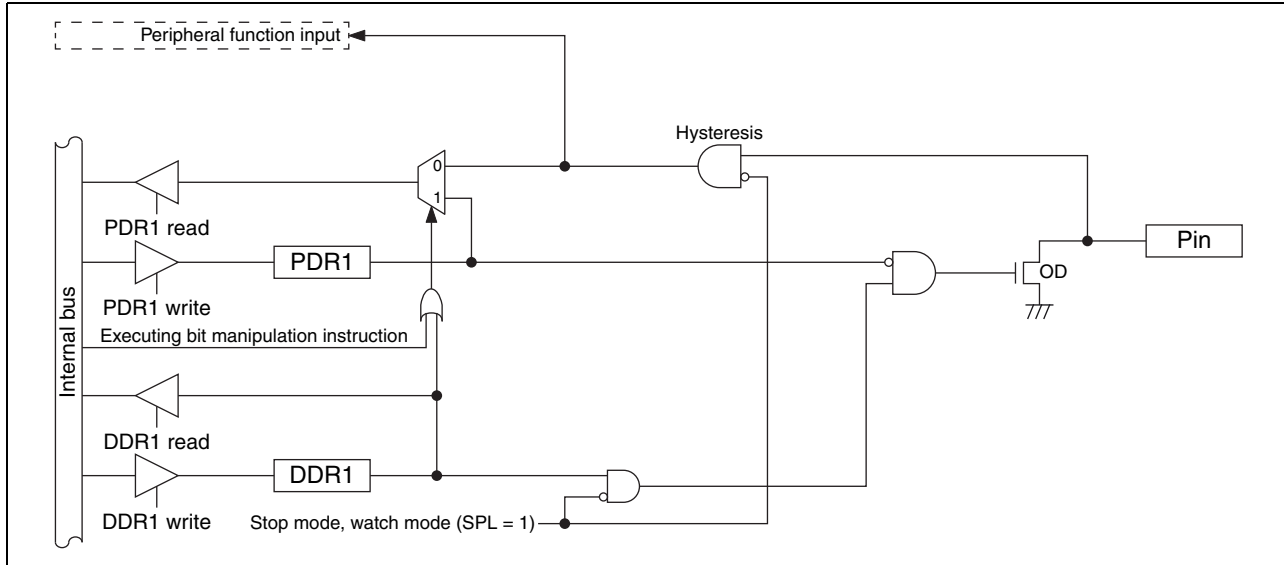 Peripheral function input
Hysteresis
0
1
PDR1 read
Pin
PDR1
OD
PDR1 write
Executing bit manipulation instruction
Internal bus
DDR1 read
DDR1
DDR1 write
Stop mode, watch mode (SPL = 1)